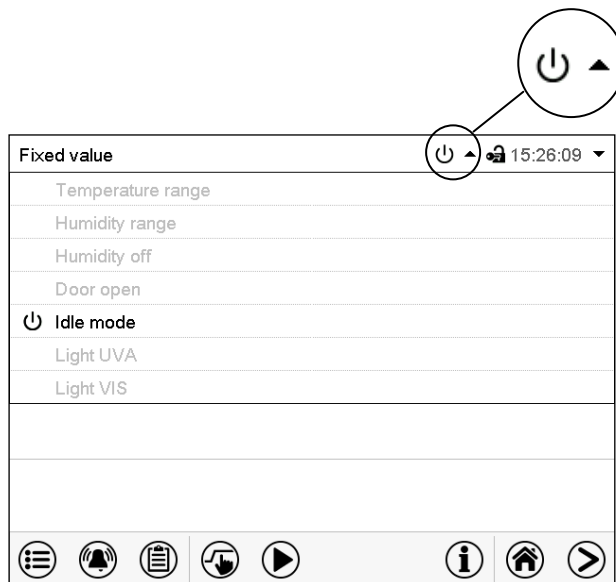 Fixed value 15:26:09
Temperature range
Humidity range
Humidity off
Door open
Idle mode
Light UVA
Light VIS